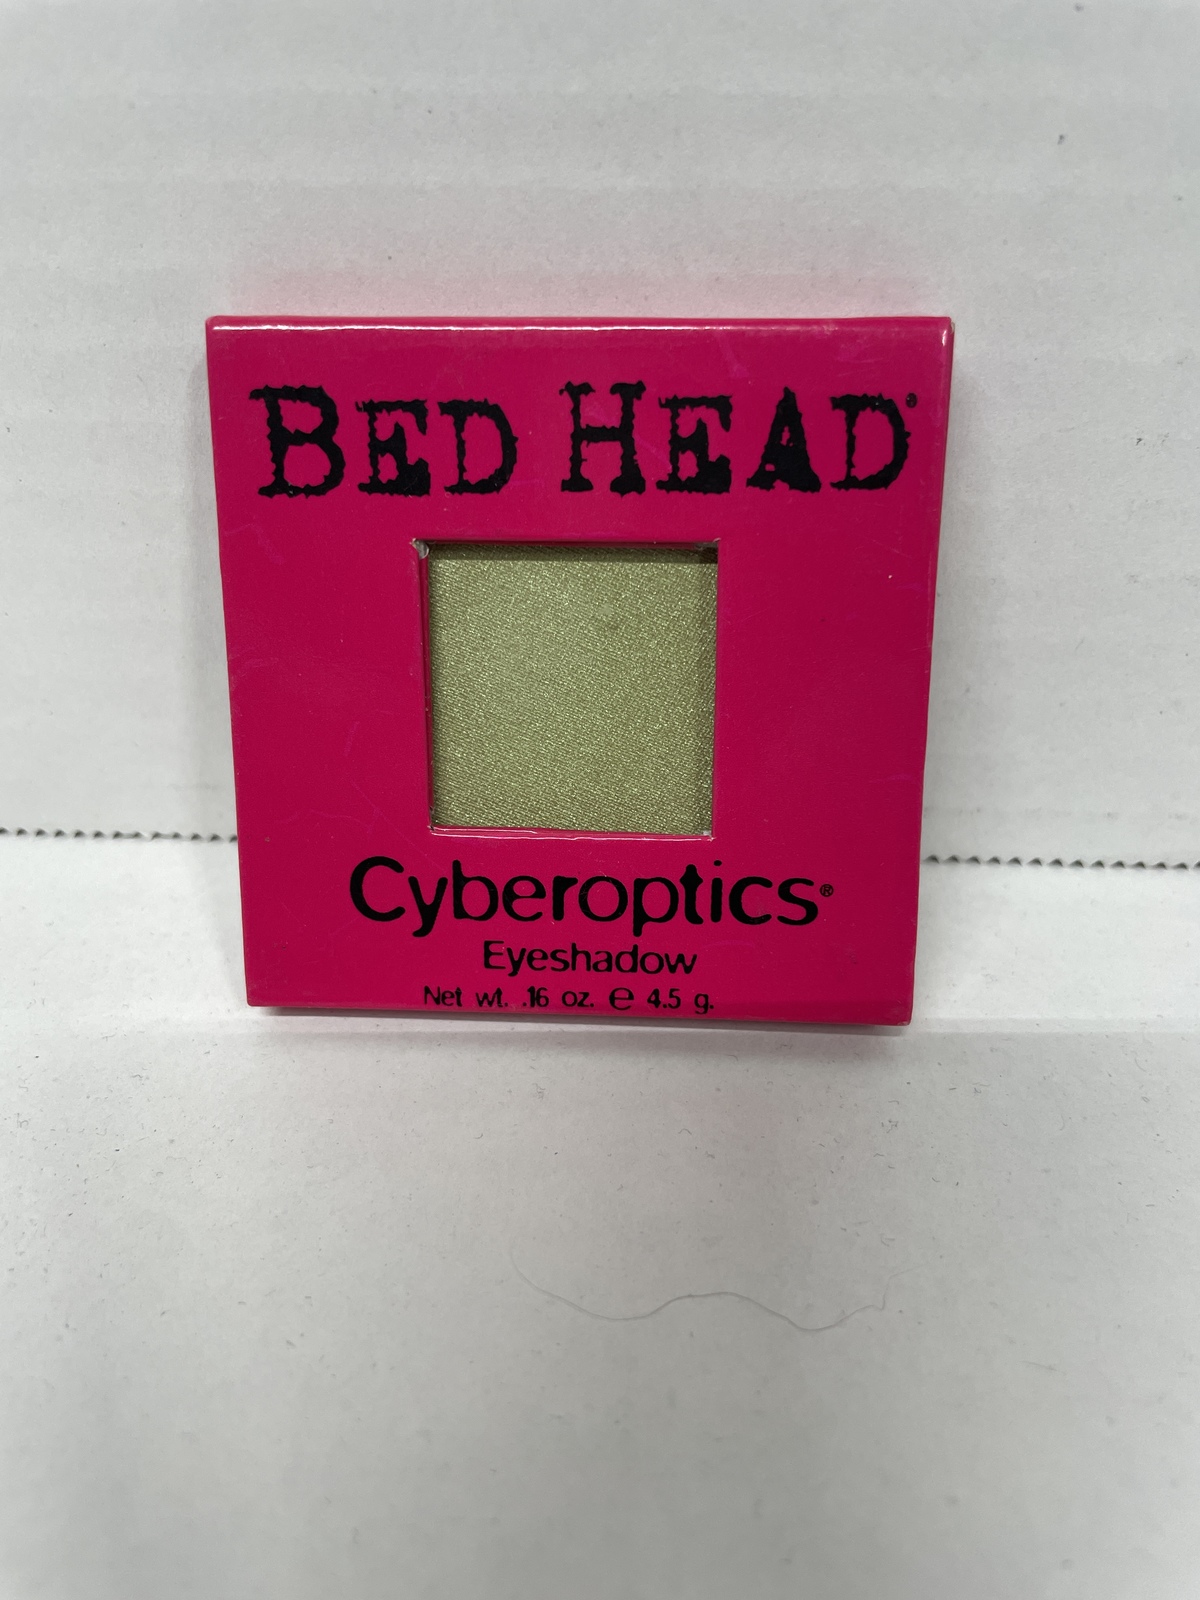 BED HEAD®
Cyberoptics®
Eyeshadow
Net wt. .16 oz. ℮ 4.5 g.